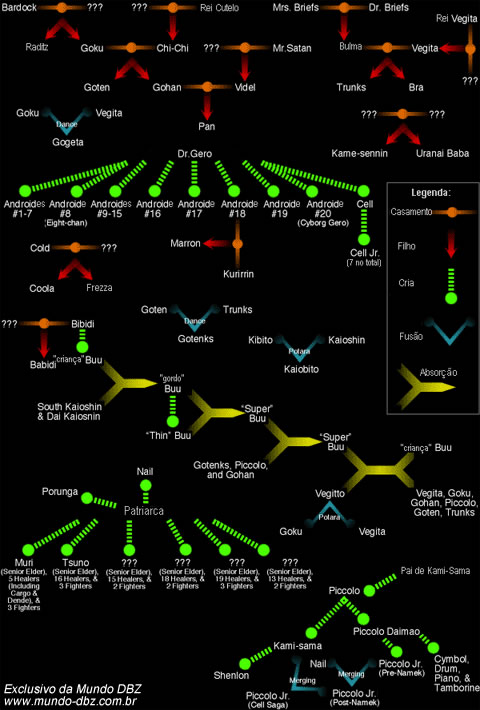 Bardock ??? ??? Rei Cutelo Mrs. Briefs Dr. Briefs Rei Vegita
Raditz Goku Chi-Chi ??? Mr.Satan Bulma Vegita ???
Goten Gohan Videl Trunks Bra
Goku Vegita Pan ??? ???
Dance
Gogeta Kame-sennin Uranai Baba
Dr.Gero
Androides #1-7
Androide #8 (Eight-chan)
Androides #9-15
Androide #16
Androide #17
Androide #18
Androide #19
Androide #20 (Cyborg Gero)
Cell
Cell Jr.
(7 no total)
Legenda:
Casamento
Filho
Cria
Fusão
Absorção
Cold ???
Coola Frezza
Marron
Kurirrin
Goten Trunks
Dance
Gotenks
Kibito Kaioshin
Potara
Kaiobito
??? Bibidi
Babidi "criança" Buu
South Kaioshin
& Dai Kaiosnin
"gordo"
Buu
"Thin" Buu
"Super"
Buu
Gotenks, Piccolo,
and Gohan
"Super"
Buu
"criança" Buu
Vegita, Goku,
Gohan, Piccolo,
Goten, Trunks
Vegitto
Potara
Goku Vegita
Nail
Porunga
Patriarca
Muri
(Senior Elder),
5 Healers
(Including
Cargo &
Dende), &
3 Fighters
Tsuno
(Senior Elder),
16 Healers, &
3 Fighters
???
(Senior Elder),
15 Healers, &
2 Fighters
???
(Senior Elder),
18 Healers, &
2 Fighters
???
(Senior Elder),
19 Healers, &
3 Fighters
???
(Senior Elder),
13 Healers, &
2 Fighters
Pai de Kami-Sama
Piccolo
Kami-sama
Piccolo Daimao
Shenlon
Nail
Merging
Merging
Piccolo Jr.
(Cell Saga)
Piccolo Jr.
(Post-Namek)
Piccolo Jr.
(Pre-Namek)
Cymbol,
Drum,
Piano, &
Tamborine
Exclusivo da Mundo DBZ
www.mundo-dbz.com.br